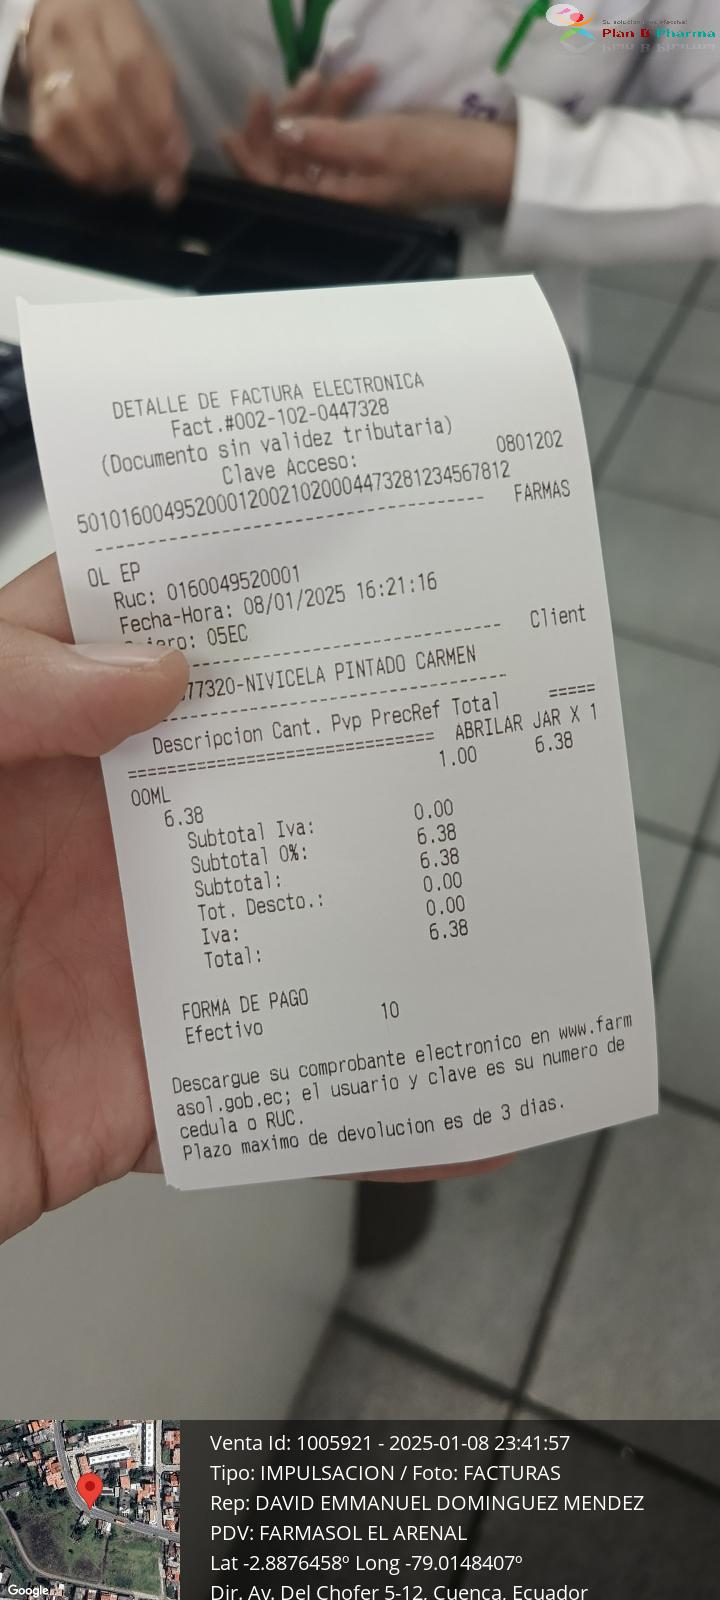 Su solucion mas efectiva!
Plan B Pharma
DETALLE DE FACTURA ELECTRONICA
Fact.#002-102-0447328
(Documento sin validez tributaria)
Clave Acceso: 0801202
501016004952000120021020004473281234567812
FARMAS
OL EP
Ruc: 0160049520001
Fecha-Hora: 08/01/2025 16:21:16
05EC
Client
77320-NIVICELA PINTADO CARMEN
Descripcion Cant. Pvp PrecRef Total
=====
============================= ABRILAR JAR X 1
OOML 1.00 6.38
6.38
Subtotal Iva: 0.00
Subtotal 0%: 6.38
Subtotal: 6.38
Tot. Descto.: 0.00
Iva: 0.00
Total: 6.38
FORMA DE PAGO
Efectivo 10
Descargue su comprobante electronico en www.farm
asol.gob.ec; el usuario y clave es su numero de
cedula o RUC.
Plazo maximo de devolucion es de 3 dias.
Venta Id: 1005921 - 2025-01-08 23:41:57
Tipo: IMPULSACION / Foto: FACTURAS
Rep: DAVID EMMANUEL DOMINGUEZ MENDEZ
PDV: FARMASOL EL ARENAL
Lat -2.8876458º Long -79.0148407º
Dir. Av. Del Chofer 5-12, Cuenca, Ecuador
Google